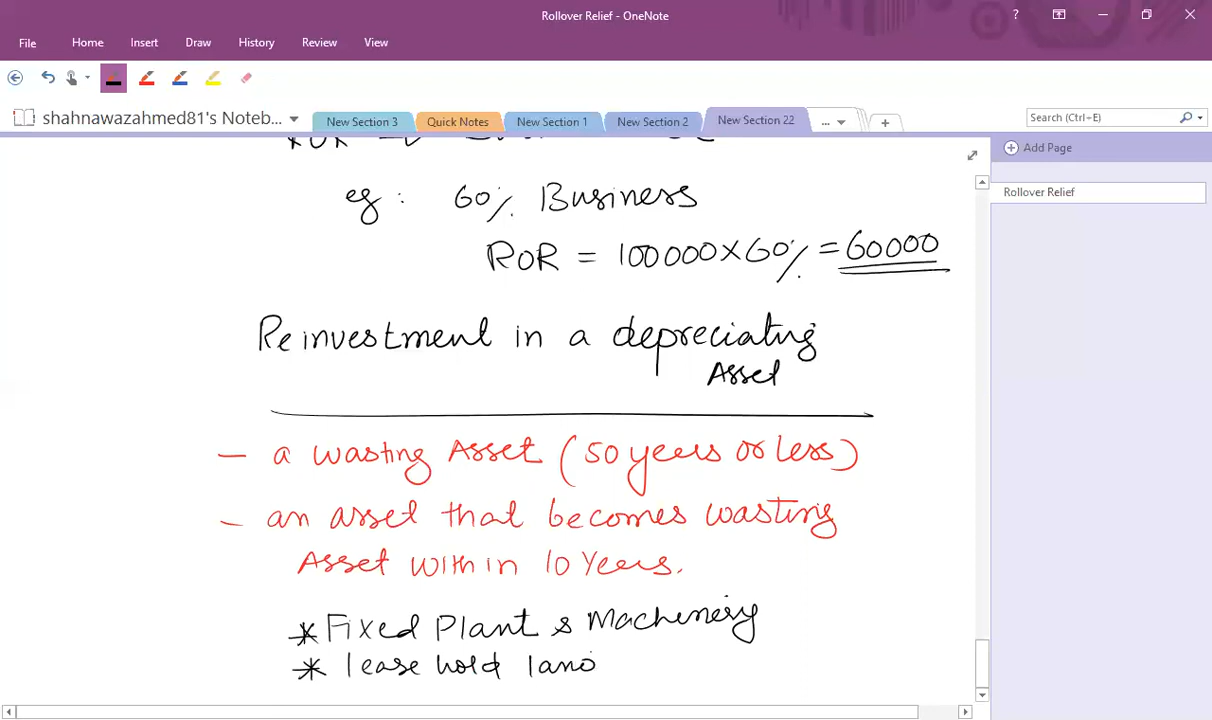 Rollover Relief - OneNote
File Home Insert Draw History Review View
shahnawazahmed81's Noteb... New Section 3 Quick Notes New Section 1 New Section 2 New Section 22 ... Search (Ctrl+E)
Add Page
Rollover Relief
eg: 60% Business
ROR = 100000 x 60% = 60000
Reinvestment in a depreciating
Asset
- a wasting Asset (50 years or less)
- an asset that becomes wasting
Asset within 10 Years.
* Fixed Plant & Machinery
* lease hold lan